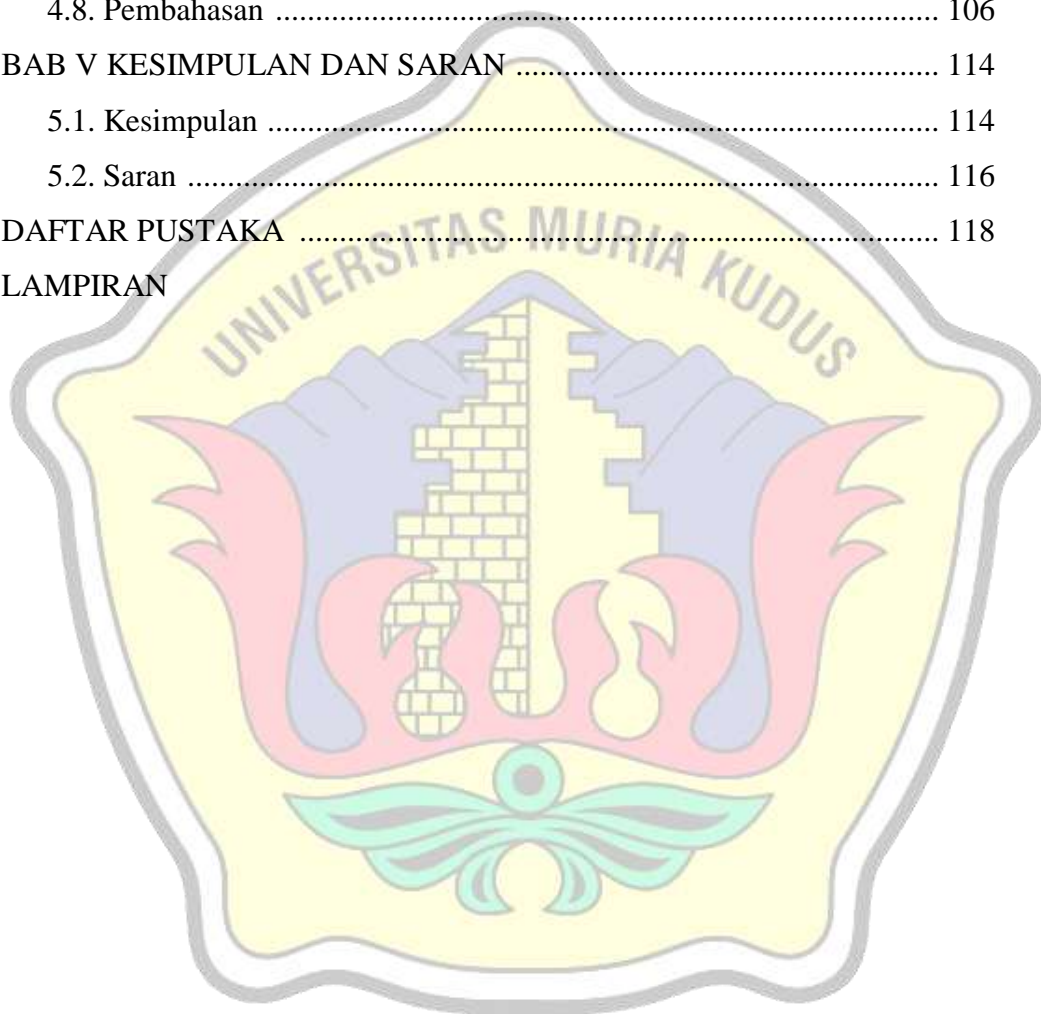 4.8. Pembahasan .................................................................................... 106
BAB V KESIMPULAN DAN SARAN ..................................................... 114
5.1. Kesimpulan .................................................................................... 114
5.2. Saran .............................................................................................. 116
DAFTAR PUSTAKA ................................................................................ 118
LAMPIRAN
UNIVERSITAS MURIA KUDUS